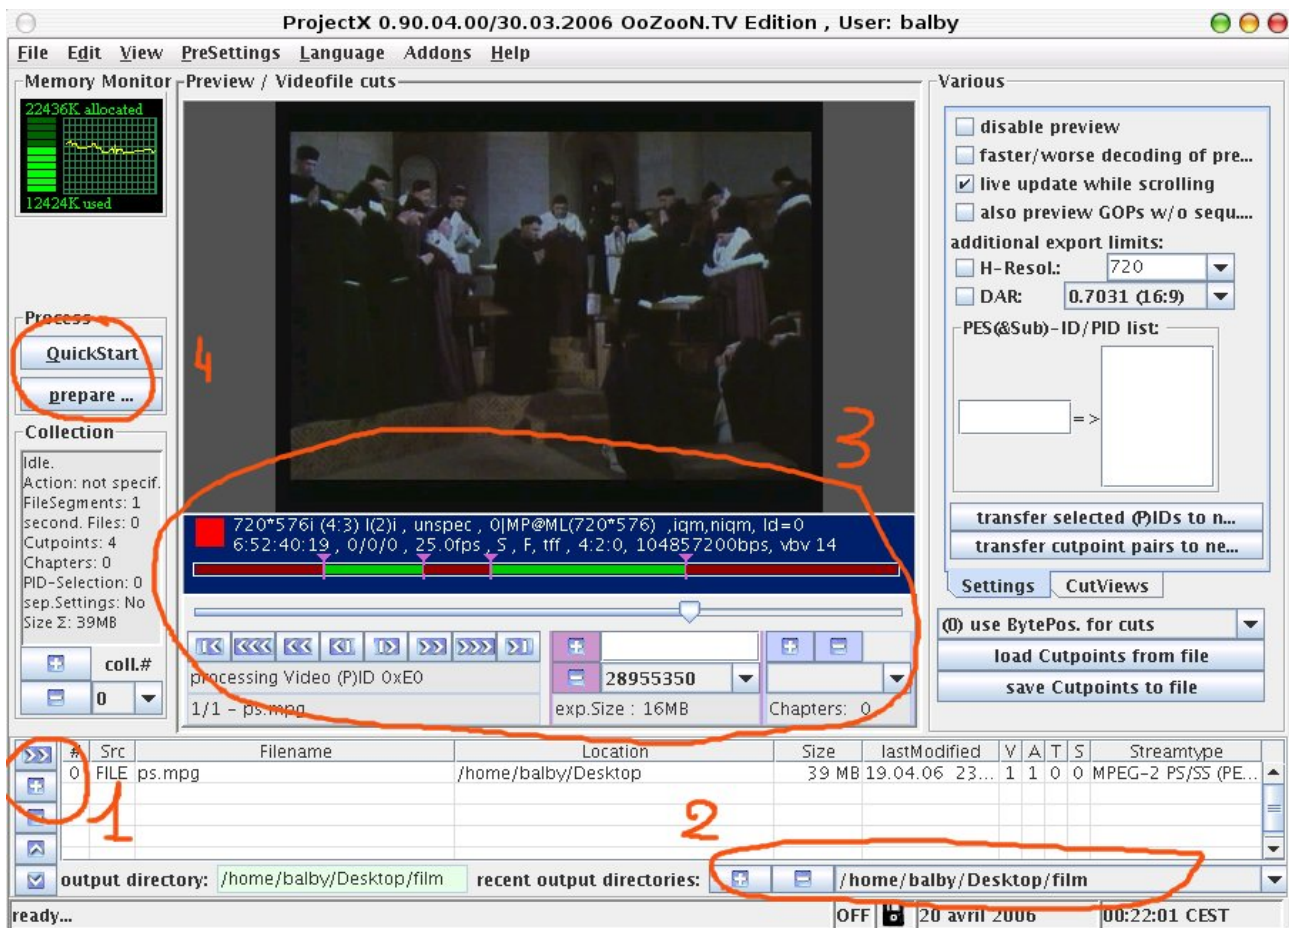 ProjectX 0.90.04.00/30.03.2006 OoZooN.TV Edition , User: balby
File Edit View PreSettings Language Addons Help
Memory Monitor
22436K allocated
12424K used
Process
QuickStart
prepare ...
4
Collection
Idle.
Action: not specif.
FileSegments: 1
second. Files: 0
Cutpoints: 4
Chapters: 0
PID-Selection: 0
sep.Settings: No
Size Σ: 39MB
coll.#
0
Preview / Videofile cuts
3
720*576i (4:3) I(2)i , unspec , 0|MP@ML(720*576) ,iqm,niqm, ld=0
6:52:40:19 , 0/0/0 , 25.0fps , S , F, tff , 4:2:0, 104857200bps, vbv 14
processing Video (P)ID 0xE0
1/1 - ps.mpg
28955350
exp.Size : 16MB
Chapters: 0
Various
disable preview
faster/worse decoding of pre...
live update while scrolling
also preview GOPs w/o sequ....
additional export limits:
H-Resol.: 720
DAR: 0.7031 (16:9)
PES(&Sub)-ID/PID list:
= >
transfer selected (P)IDs to n...
transfer cutpoint pairs to ne...
Settings CutViews
(0) use BytePos. for cuts
load Cutpoints from file
save Cutpoints to file
# Src Filename Location Size lastModified V A T S Streamtype
0 FILE ps.mpg /home/balby/Desktop 39 MB 19.04.06 23... 1 1 0 0 MPEG-2 PS/SS (PE...
1
2
output directory: /home/balby/Desktop/film recent output directories: /home/balby/Desktop/film
ready... OFF 20 avril 2006 00:22:01 CEST